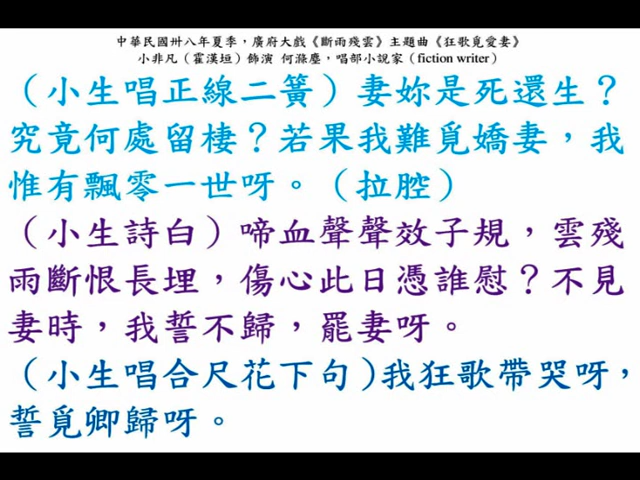 中華民國卅八年夏季，廣府大戲《斷雨殘雲》主題曲《狂歌覓愛妻》
小非凡（霍漢垣）飾演 何滌塵，唱部小說家（fiction writer）
（小生唱正線二簧）妻妳是死還生？
究竟何處留棲？若果我難覓嬌妻，我
惟有飄零一世呀。（拉腔）
（小生詩白）啼血聲聲效子規，雲殘
雨斷恨長埋，傷心此日憑誰慰？不見
妻時，我誓不歸，罷妻呀。
（小生唱合尺花下句)我狂歌帶哭呀，
誓覓卿歸呀。